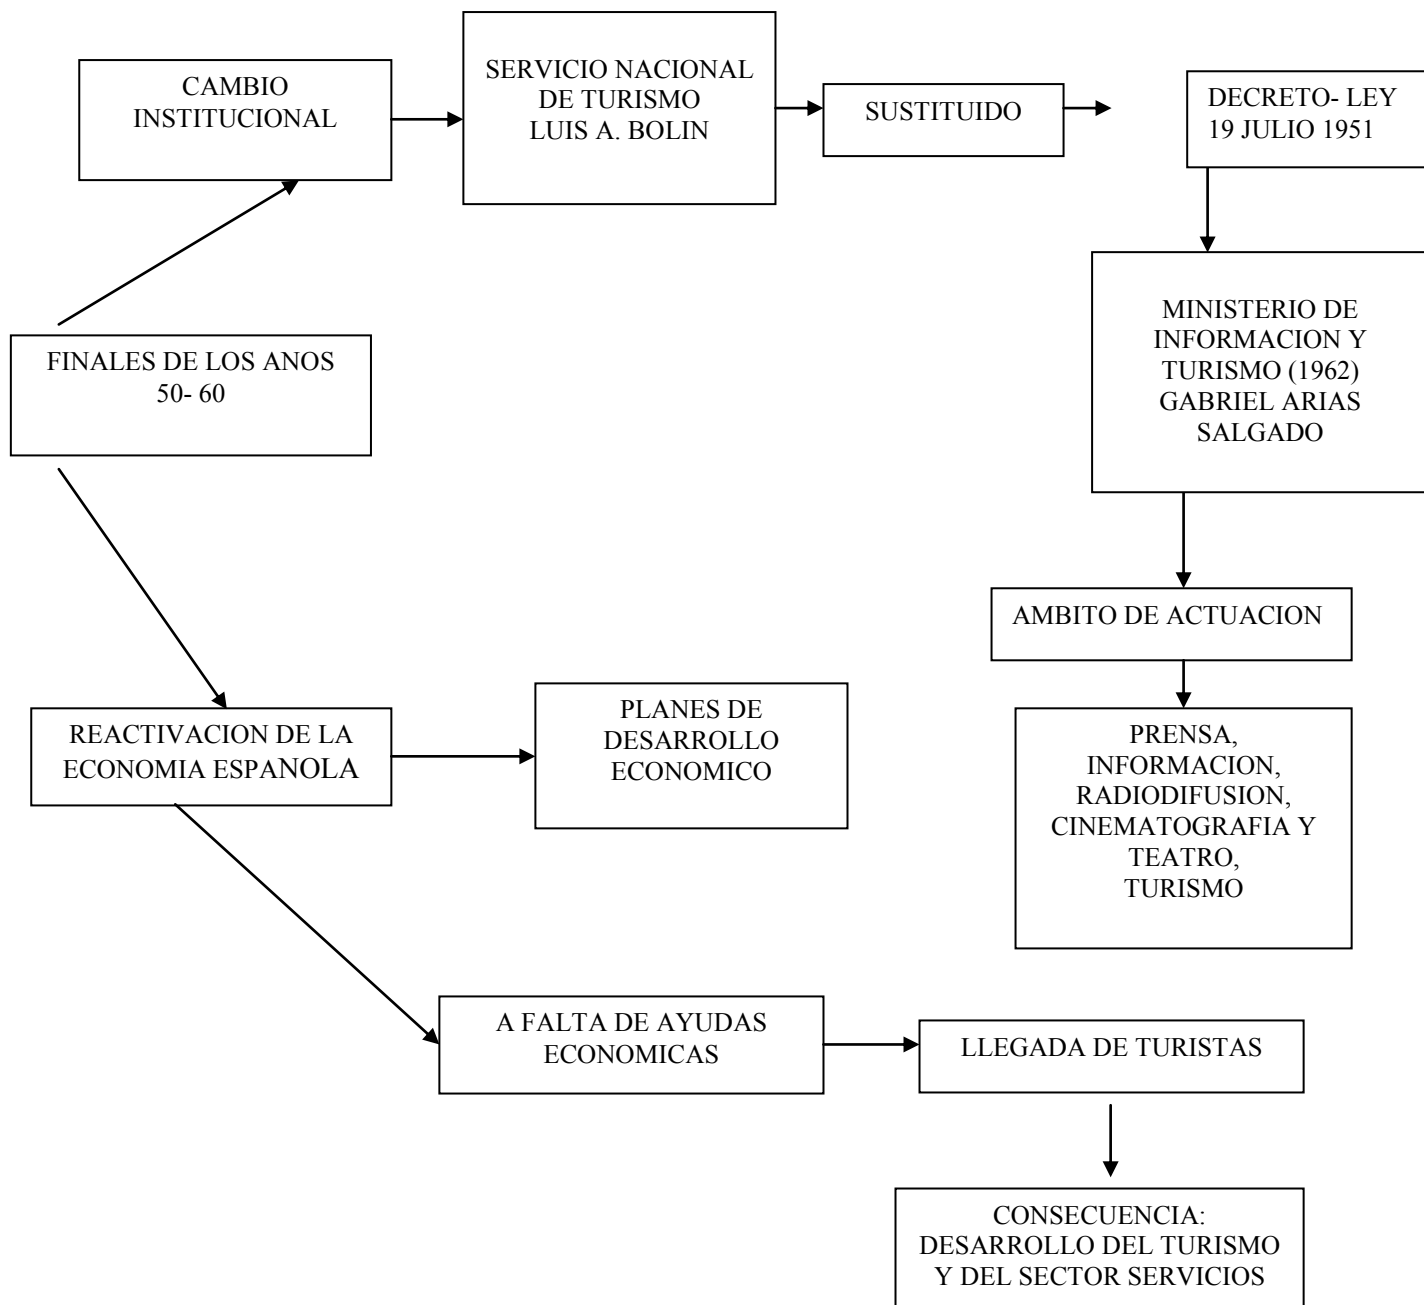 CAMBIO
INSTITUCIONAL
SERVICIO NACIONAL
DE TURISMO
LUIS A. BOLIN
SUSTITUIDO
DECRETO- LEY
19 JULIO 1951
MINISTERIO DE
INFORMACION Y
TURISMO (1962)
GABRIEL ARIAS
SALGADO
FINALES DE LOS ANOS
50- 60
AMBITO DE ACTUACION
PRENSA,
INFORMACION,
RADIODIFUSION,
CINEMATOGRAFIA Y
TEATRO,
TURISMO
REACTIVACION DE LA
ECONOMIA ESPAÑOLA
PLANES DE
DESARROLLO
ECONOMICO
A FALTA DE AYUDAS
ECONOMICAS
LLEGADA DE TURISTAS
CONSECUENCIA:
DESARROLLO DEL TURISMO
Y DEL SECTOR SERVICIOS